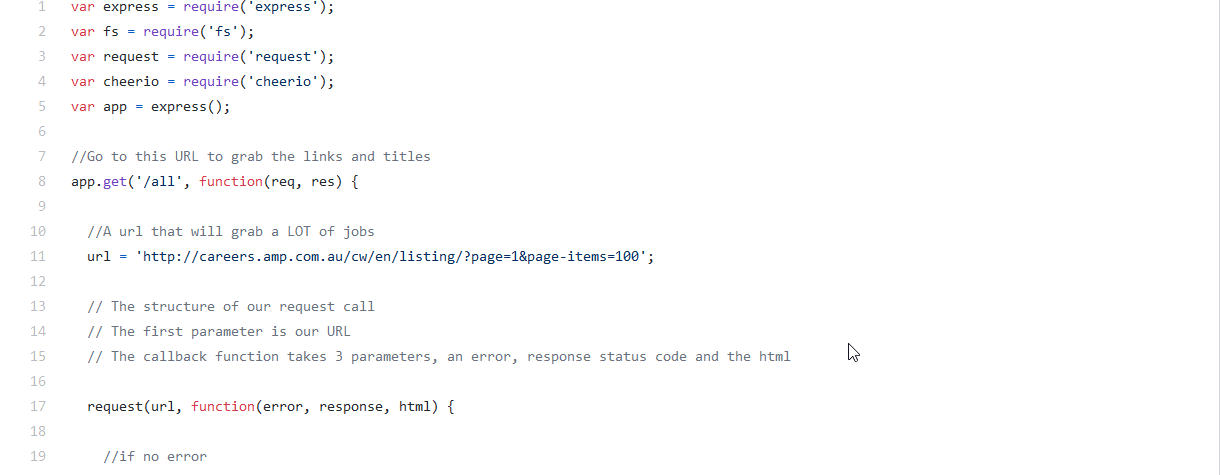 1 var express = require('express');
2 var fs = require('fs');
3 var request = require('request');
4 var cheerio = require('cheerio');
5 var app = express();
6
7 //Go to this URL to grab the links and titles
8 app.get('/all', function(req, res) {
9
10 //A url that will grab a LOT of jobs
11 url = 'http://careers.amp.com.au/cw/en/listing/?page=1&page-items=100';
12
13 // The structure of our request call
14 // The first parameter is our URL
15 // The callback function takes 3 parameters, an error, response status code and the html
16
17 request(url, function(error, response, html) {
18
19 //if no error